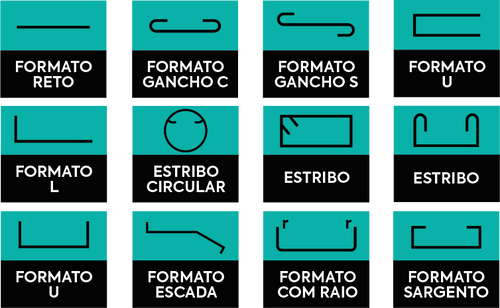 FORMATO
RETO
FORMATO
GANCHO C
FORMATO
GANCHO S
FORMATO
U
FORMATO
L
ESTRIBO
CIRCULAR
ESTRIBO
ESTRIBO
FORMATO
U
FORMATO
ESCADA
r r
FORMATO
COM RAIO
FORMATO
SARGENTO